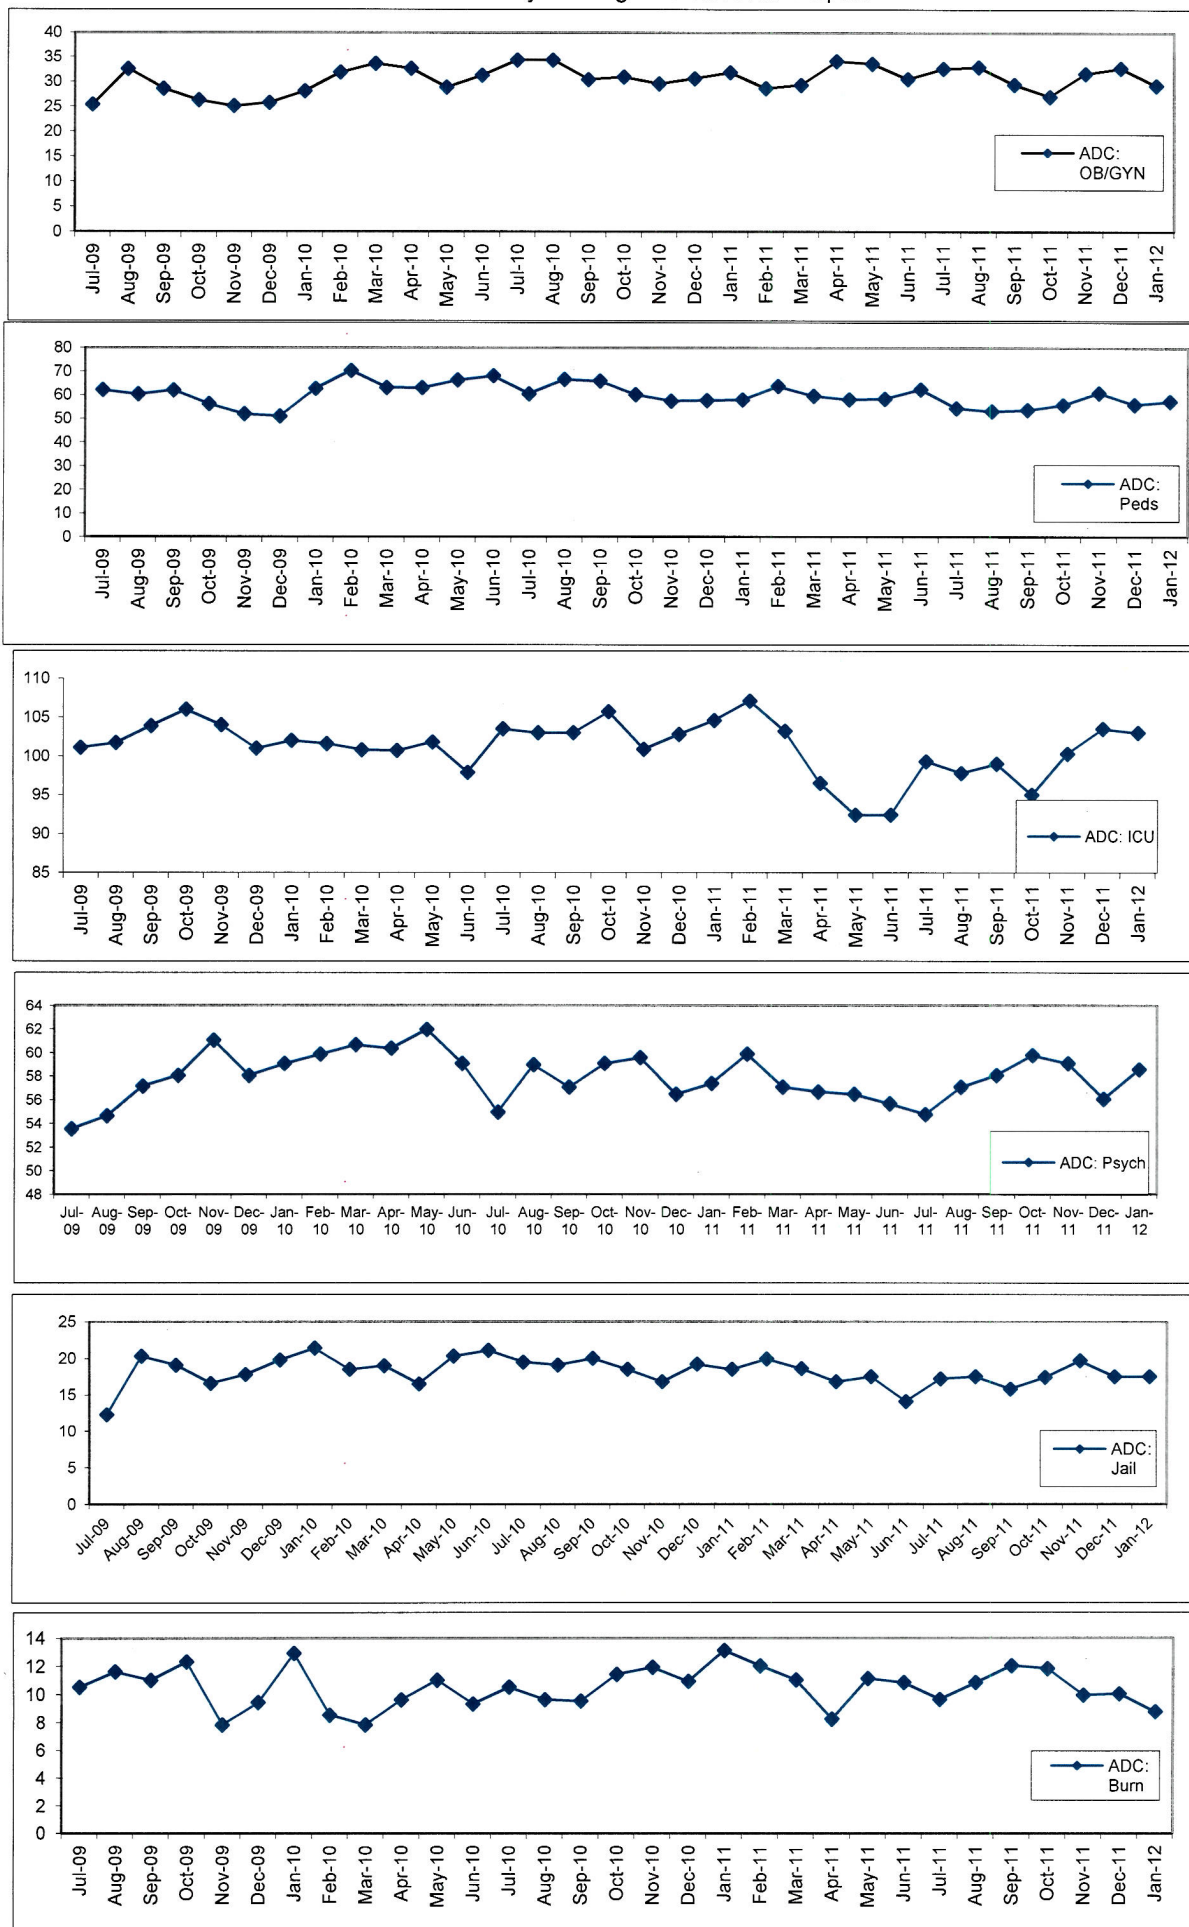 40
35
30
25
20
15
10
5
0
ADC:
OB/GYN
Jul-09
Aug-09
Sep-09
Oct-09
Nov-09
Dec-09
Jan-10
Feb-10
Mar-10
Apr-10
May-10
Jun-10
Jul-10
Aug-10
Sep-10
Oct-10
Nov-10
Dec-10
Jan-11
Feb-11
Mar-11
Apr-11
May-11
Jun-11
Jul-11
Aug-11
Sep-11
Oct-11
Nov-11
Dec-11
Jan-12
80
70
60
50
40
30
20
10
0
ADC:
Peds
Jul-09
Aug-09
Sep-09
Oct-09
Nov-09
Dec-09
Jan-10
Feb-10
Mar-10
Apr-10
May-10
Jun-10
Jul-10
Aug-10
Sep-10
Oct-10
Nov-10
Dec-10
Jan-11
Feb-11
Mar-11
Apr-11
May-11
Jun-11
Jul-11
Aug-11
Sep-11
Oct-11
Nov-11
Dec-11
Jan-12
110
105
100
95
90
85
ADC: ICU
Jul-09
Aug-09
Sep-09
Oct-09
Nov-09
Dec-09
Jan-10
Feb-10
Mar-10
Apr-10
May-10
Jun-10
Jul-10
Aug-10
Sep-10
Oct-10
Nov-10
Dec-10
Jan-11
Feb-11
Mar-11
Apr-11
May-11
Jun-11
Jul-11
Aug-11
Sep-11
Oct-11
Nov-11
Dec-11
Jan-12
64
62
60
58
56
54
52
50
48
ADC: Psych
Jul- Aug- Sep- Oct- Nov- Dec- Jan- Feb- Mar- Apr- May- Jun- Jul- Aug- Sep- Oct- Nov- Dec- Jan- Feb- Mar- Apr- May- Jun- Jul- Aug- Sep- Oct- Nov- Dec- Jan-
09 09 09 09 09 09 10 10 10 10 10 10 10 10 10 10 10 10 11 11 11 11 11 11 11 11 11 11 11 11 12
25
20
15
10
5
0
ADC:
Jail
Jul-09
Aug-09
Sep-09
Oct-09
Nov-09
Dec-09
Jan-10
Feb-10
Mar-10
Apr-10
May-10
Jun-10
Jul-10
Aug-10
Sep-10
Oct-10
Nov-10
Dec-10
Jan-11
Feb-11
Mar-11
Apr-11
May-11
Jun-11
Jul-11
Aug-11
Sep-11
Oct-11
Nov-11
Dec-11
Jan-12
14
12
10
8
6
4
2
0
ADC:
Burn
Jul-09
Aug-09
Sep-09
Oct-09
Nov-09
Dec-09
Jan-10
Feb-10
Mar-10
Apr-10
May-10
Jun-10
Jul-10
Aug-10
Sep-10
Oct-10
Nov-10
Dec-10
Jan-11
Feb-11
Mar-11
Apr-11
May-11
Jun-11
Jul-11
Aug-11
Sep-11
Oct-11
Nov-11
Dec-11
Jan-12